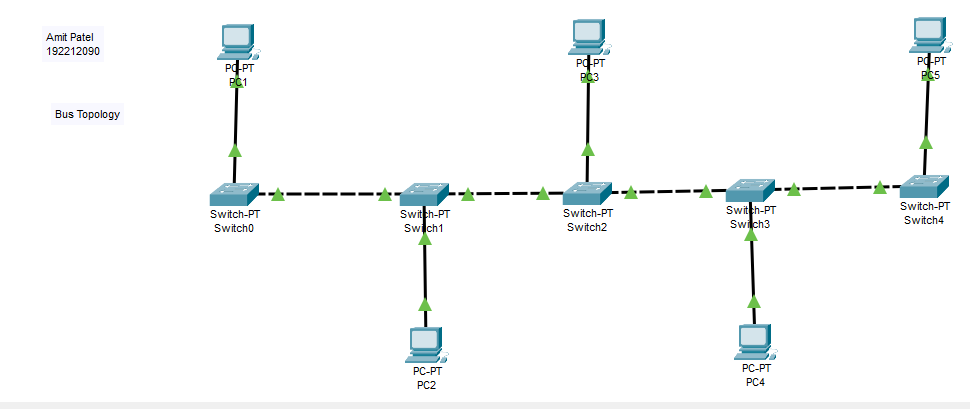 Amit Patel
192212090
Bus Topology
PC-PT
PC1
PC-PT
PC3
PC-PT
PC5
Switch-PT
Switch0
Switch-PT
Switch1
Switch-PT
Switch2
Switch-PT
Switch3
Switch-PT
Switch4
PC-PT
PC2
PC-PT
PC4